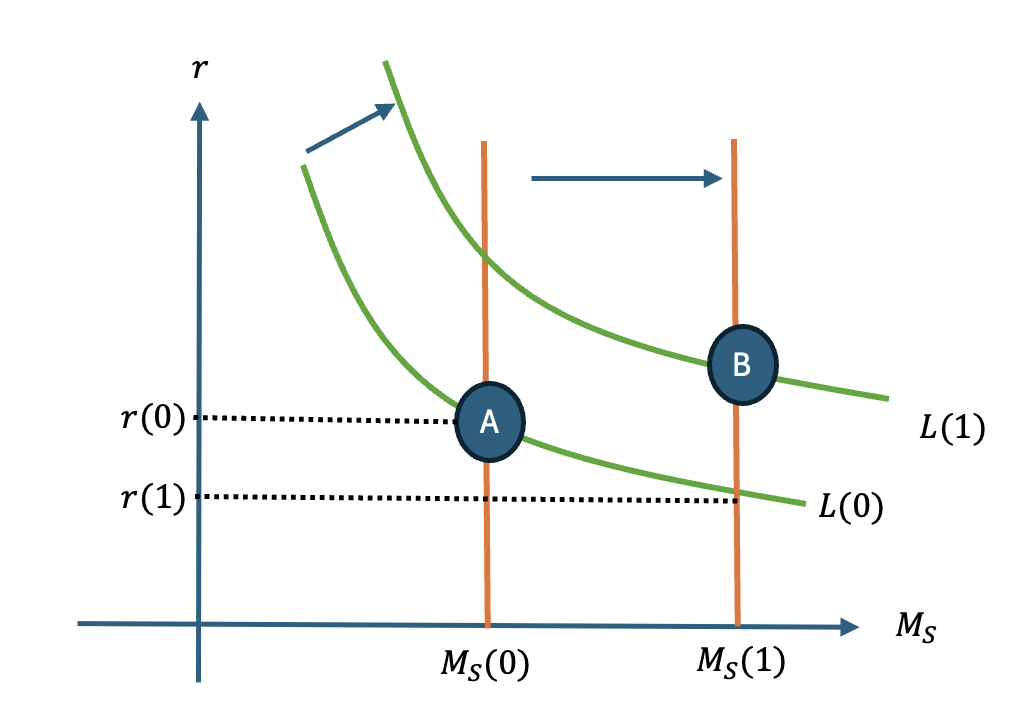 r
B
r(0)
A
L(1)
r(1)
L(0)
M_S
M_S(0)
M_S(1)